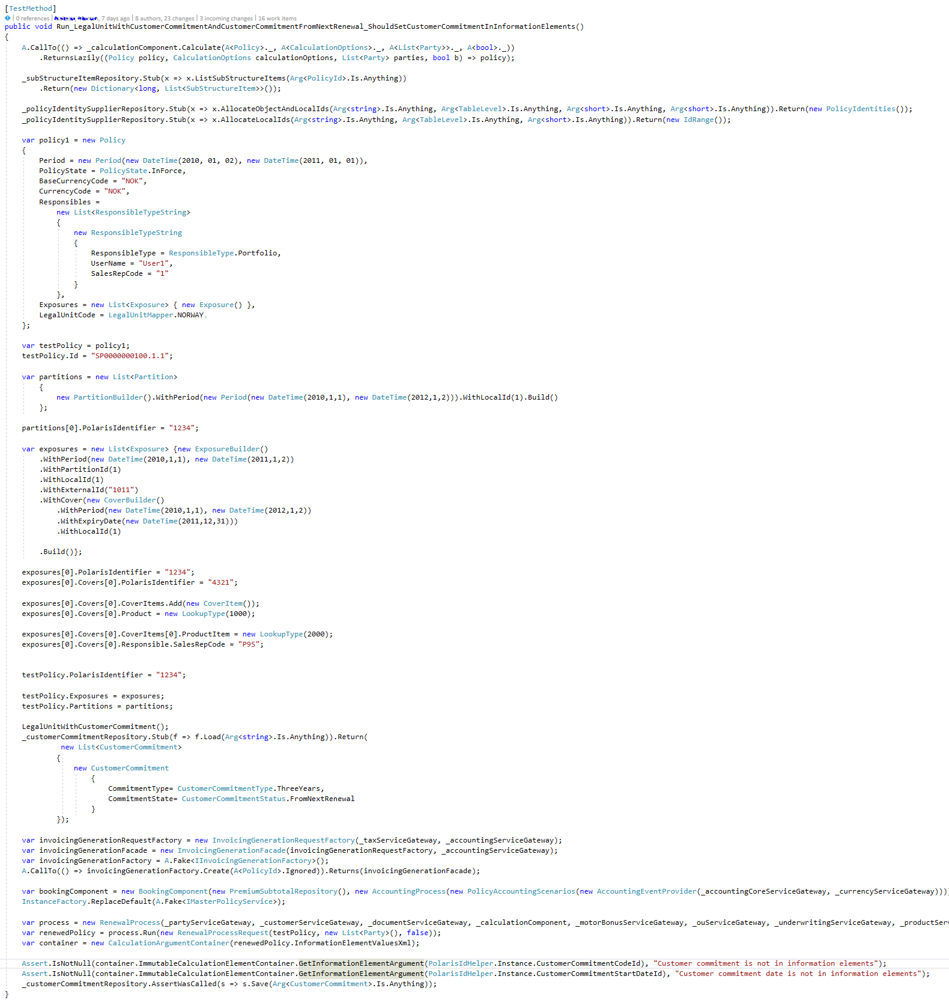 [TestMethod]
| 0 references | , 7 days ago | 8 authors, 23 changes | 3 incoming changes | 16 work items
public void Run_LegalUnitWithCustomerCommitmentAndCustomerCommitmentFromNextRenewal_ShouldSetCustomerCommitmentInInformationElements()
{
    A.CallTo(() => _calculationComponent.Calculate(A<Policy>._, A<CalculationOptions>._, A<List<Party>>._, A<bool>._))
        .ReturnsLazily((Policy policy, CalculationOptions calculationOptions, List<Party> parties, bool b) => policy);

    _subStructureItemRepository.Stub(x => x.ListSubStructureItems(Arg<PolicyId>.Is.Anything))
        .Return(new Dictionary<long, List<SubStructureItem>>());

    _policyIdentitySupplierRepository.Stub(x => x.AllocateObjectAndLocalIds(Arg<string>.Is.Anything, Arg<TableLevel>.Is.Anything, Arg<short>.Is.Anything, Arg<short>.Is.Anything)).Return(new PolicyIdentities());
    _policyIdentitySupplierRepository.Stub(x => x.AllocateLocalIds(Arg<string>.Is.Anything, Arg<TableLevel>.Is.Anything, Arg<short>.Is.Anything)).Return(new IdRange());

    var policy1 = new Policy
    {
        Period = new Period(new DateTime(2010, 01, 02), new DateTime(2011, 01, 01)),
        PolicyState = PolicyState.InForce,
        BaseCurrencyCode = "NOK",
        CurrencyCode = "NOK",
        Responsibles =
            new List<ResponsibleTypeString>
            {
                new ResponsibleTypeString
                {
                    ResponsibleType = ResponsibleType.Portfolio,
                    UserName = "User1",
                    SalesRepCode = "1"
                }
            },
        Exposures = new List<Exposure> { new Exposure() },
        LegalUnitCode = LegalUnitMapper.NORWAY,
    };

    var testPolicy = policy1;
    testPolicy.Id = "SP0000000100.1.1";

    var partitions = new List<Partition>
        {
            new PartitionBuilder().WithPeriod(new Period(new DateTime(2010,1,1), new DateTime(2012,1,2))).WithLocalId(1).Build()
        };

    partitions[0].PolarisIdentifier = "1234";

    var exposures = new List<Exposure> {new ExposureBuilder()
        .WithPeriod(new DateTime(2010,1,1), new DateTime(2011,1,2))
        .WithPartitionId(1)
        .WithLocalId(1)
        .WithExternalId("1011")
        .WithCover(new CoverBuilder()
            .WithPeriod(new DateTime(2010,1,1), new DateTime(2012,1,2))
            .WithExpiryDate(new DateTime(2011,12,31)))
            .WithLocalId(1)

        .Build()};

    exposures[0].PolarisIdentifier = "1234";
    exposures[0].Covers[0].PolarisIdentifier = "4321";

    exposures[0].Covers[0].CoverItems.Add(new CoverItem());
    exposures[0].Covers[0].Product = new LookupType(1000);

    exposures[0].Covers[0].CoverItems[0].ProductItem = new LookupType(2000);
    exposures[0].Covers[0].Responsible.SalesRepCode = "P9S";

    testPolicy.PolarisIdentifier = "1234";

    testPolicy.Exposures = exposures;
    testPolicy.Partitions = partitions;

    LegalUnitWithCustomerCommitment();
    _customerCommitmentRepository.Stub(f => f.Load(Arg<string>.Is.Anything)).Return(
             new List<CustomerCommitment>
            {
                new CustomerCommitment
                    {
                        CommitmentType= CustomerCommitmentType.ThreeYears,
                        CommitmentState= CustomerCommitmentStatus.FromNextRenewal
                    }
            });

    var invoicingGenerationRequestFactory = new InvoicingGenerationRequestFactory(_taxServiceGateway, _accountingServiceGateway);
    var invoicingGenerationFacade = new InvoicingGenerationFacade(invoicingGenerationRequestFactory, _accountingServiceGateway);
    var invoicingGenerationFactory = A.Fake<IInvoicingGenerationFactory>();
    A.CallTo(() => invoicingGenerationFactory.Create(A<PolicyId>.Ignored)).Returns(invoicingGenerationFacade);

    var bookingComponent = new BookingComponent(new PremiumSubtotalRepository(), new AccountingProcess(new PolicyAccountingScenarios(new AccountingEventProvider(_accountingCoreServiceGateway, _currencyServiceGateway)))
    InstanceFactory.ReplaceDefault(A.Fake<IMasterPolicyService>);

    var process = new RenewalProcess(_partyServiceGateway, _customerServiceGateway, _documentServiceGateway, _calculationComponent, _motorBonusServiceGateway, _ouServiceGateway, _underwritingServiceGateway, _productServ
    var renewedPolicy = process.Run(new RenewalProcessRequest(testPolicy, new List<Party>(), false));
    var container = new CalculationArgumentContainer(renewedPolicy.InformationElementValuesXml);

    Assert.IsNotNull(container.ImmutableCalculationElementContainer.GetInformationElementArgument(PolarisIdHelper.Instance.CustomerCommitmentCodeId), "Customer commitment is not in information elements");
    Assert.IsNotNull(container.ImmutableCalculationElementContainer.GetInformationElementArgument(PolarisIdHelper.Instance.CustomerCommitmentStartDateId), "Customer commitment date is not in information elements");
    _customerCommitmentRepository.AssertWasCalled(s => s.Save(Arg<CustomerCommitment>.Is.Anything));
}